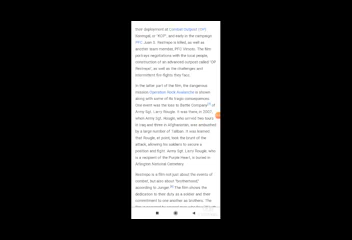 their deployment at Combat Outpost (OP)
Restrepo or "KOP", and ends in the campaign.
PFC Juan S. Restrepo is killed, as well as
another team member, PFC Vimoto. The film
portrays negotiations with the local people,
construction of an advanced outpost called 'OP
Restrepo', as well as the challenges and
intermittent fire fights they face.
In the latter part of the film, the dangerous
mission Operation Rock Avalanche is shown
along with some of its tragic consequences.
One event was the loss to Battle Company of
Army Sgt. Larry Rougle. It was there, in 2007,
when Army Sgt. Rougle, who served two tours
in Iraq and three in Afghanistan, was ambushed
by a large number of Taliban. It was learned
that Rougle, at point, bore the brunt of the
attack, allowing his soldiers to secure a
position and fight. Army Sgt. Larry Rougle, who
is a recipient of the Purple Heart, is buried in
Arlington National Cemetery.
Restrepo is a film not just about the events of
combat, but also about "brotherhood,"
according to Junger. The film shows the
dedication to their duty as a soldier and their
commitment to one another as brothers. The